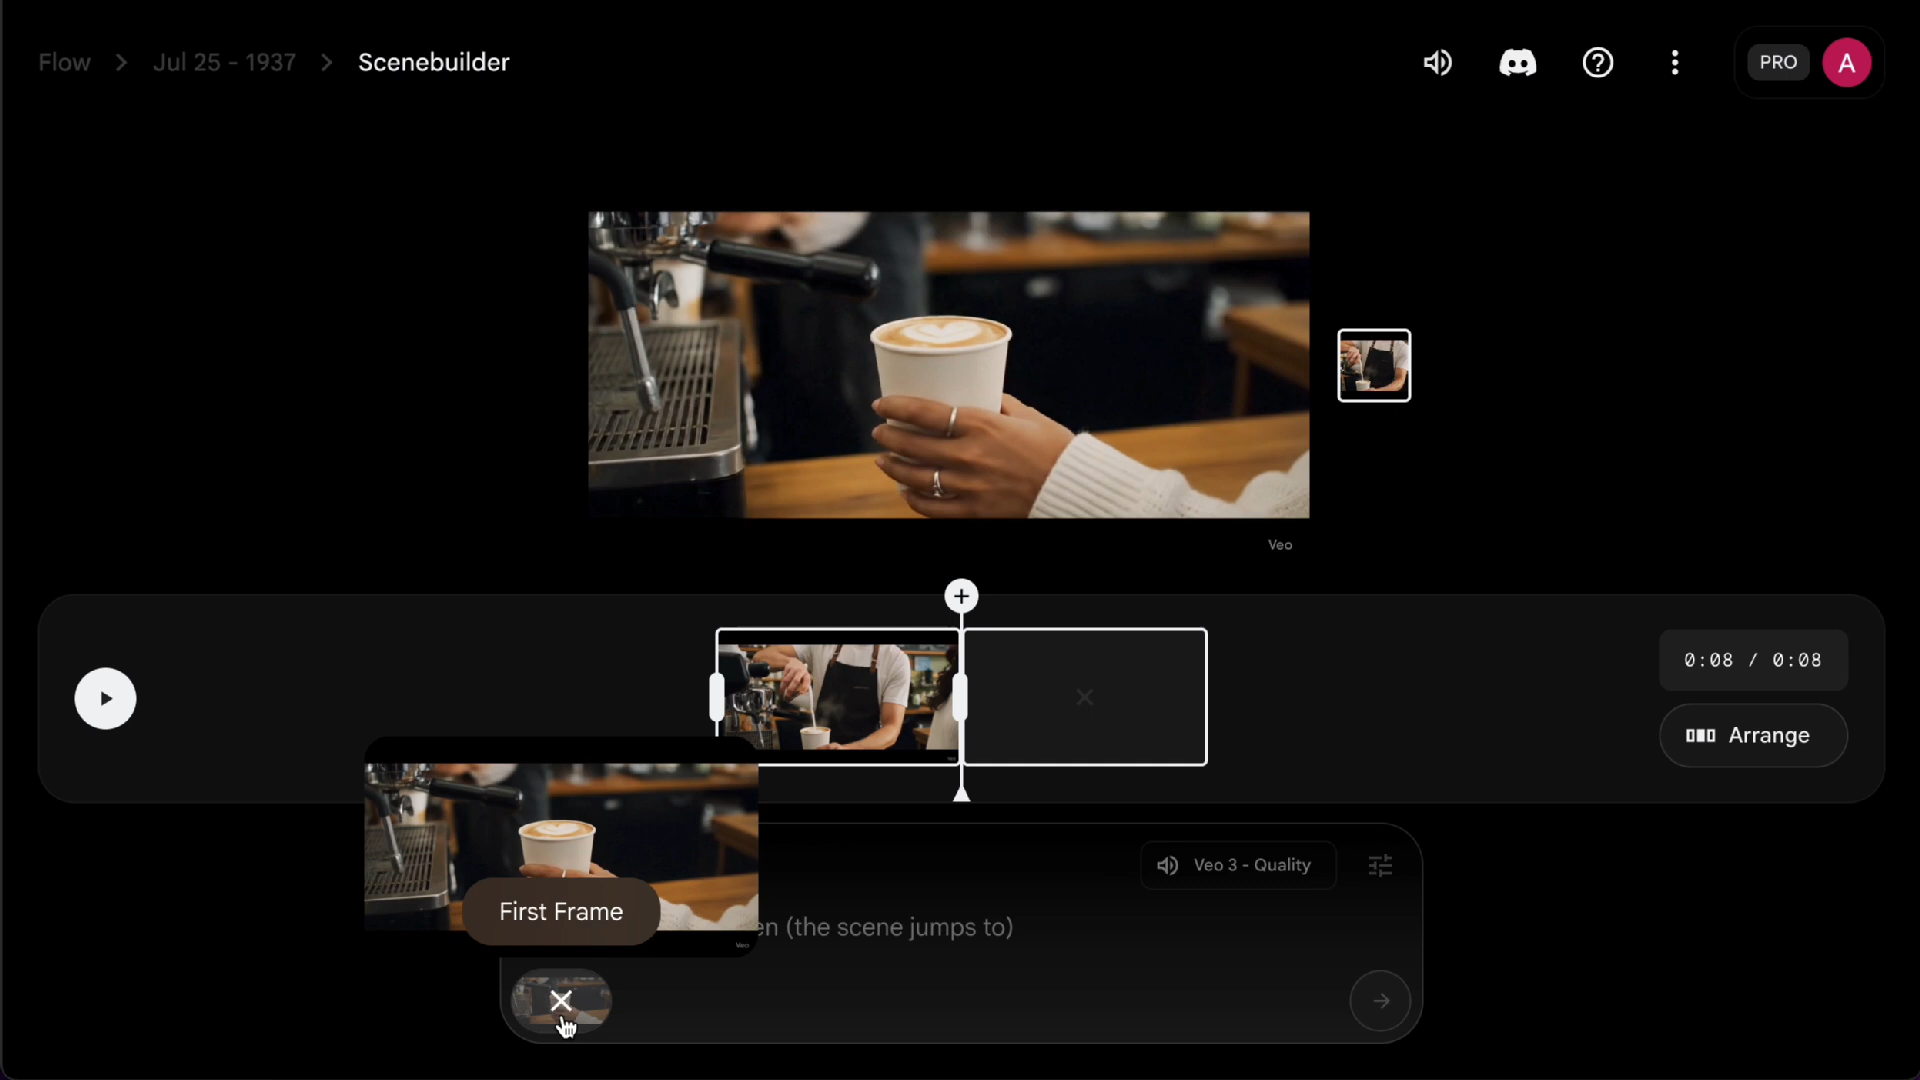 Flow > Jul 25 - 1937 > Scenebuilder
PRO A
Veo
0:08 / 0:08
Arrange
Veo 3 - Quality
First Frame
en (the scene jumps to)
Veo